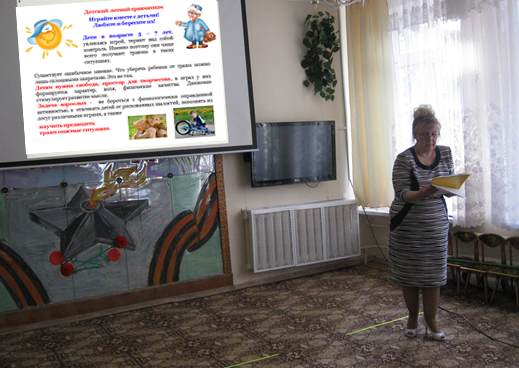 Детский летний травматизм
Играйте вместе с детьми!
Любите и берегите их!
Дети в возрасте 5 – 7 лет,
увлекаясь игрой, теряют над собой
контроль. Именно поэтому они чаще
всего получают травмы в таких
ситуациях.
Существует ошибочное мнение. Что уберечь ребенка от травм можно
лишь сплошными запретами. Это не так.
Детям нужна свобода, простор для творчества, в играх у них
формируются характер, воля, физические качества. Движение
стимулирует развитие мысли.
Задача взрослых - не бороться с физиологически оправданной
активностью, а отвлекать детей от рискованных шалостей, заполнять их
досуг различными играми, а также
научить предвидеть
травмоопасные ситуации.